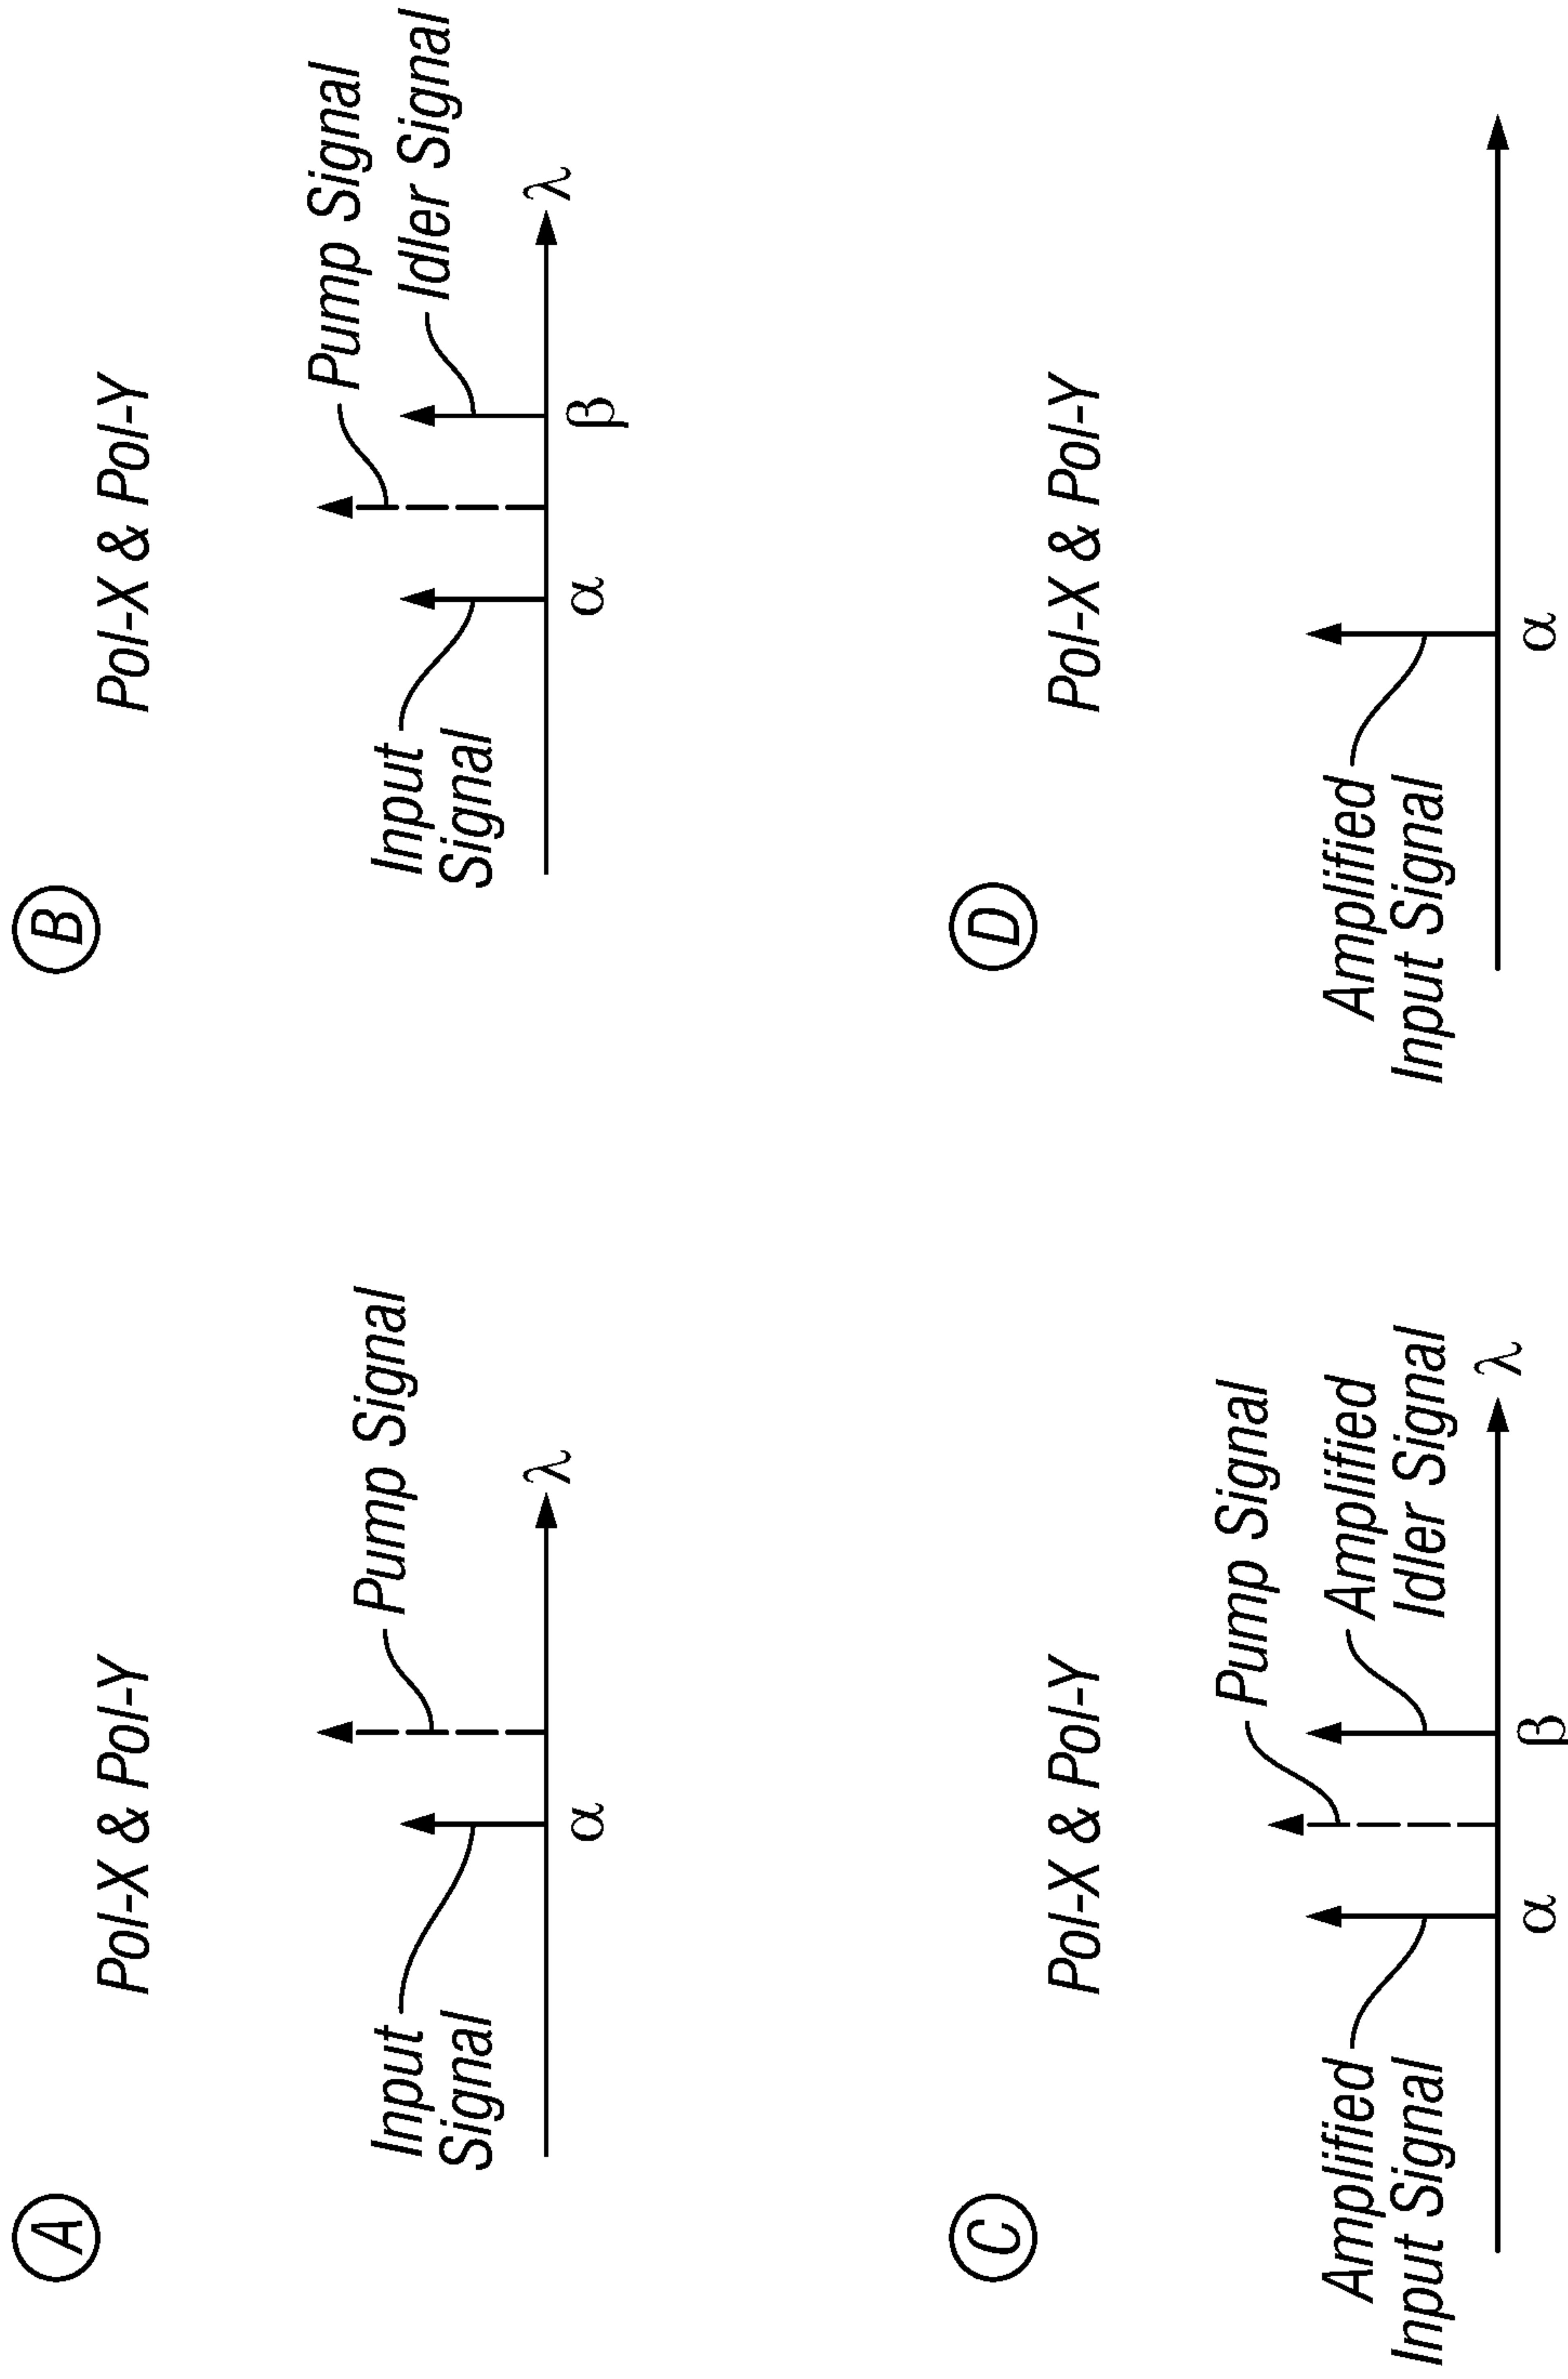 A
Pol-X & Pol-Y
Pump Signal
Input
Signal
λ
α
B
Pol-X & Pol-Y
Pump Signal
Idler Signal
Input
Signal
λ
α
β
C
Pol-X & Pol-Y
Pump Signal
Amplified
Idler Signal
Amplified
Input Signal
λ
α
β
D
Pol-X & Pol-Y
Amplified
Input Signal
α